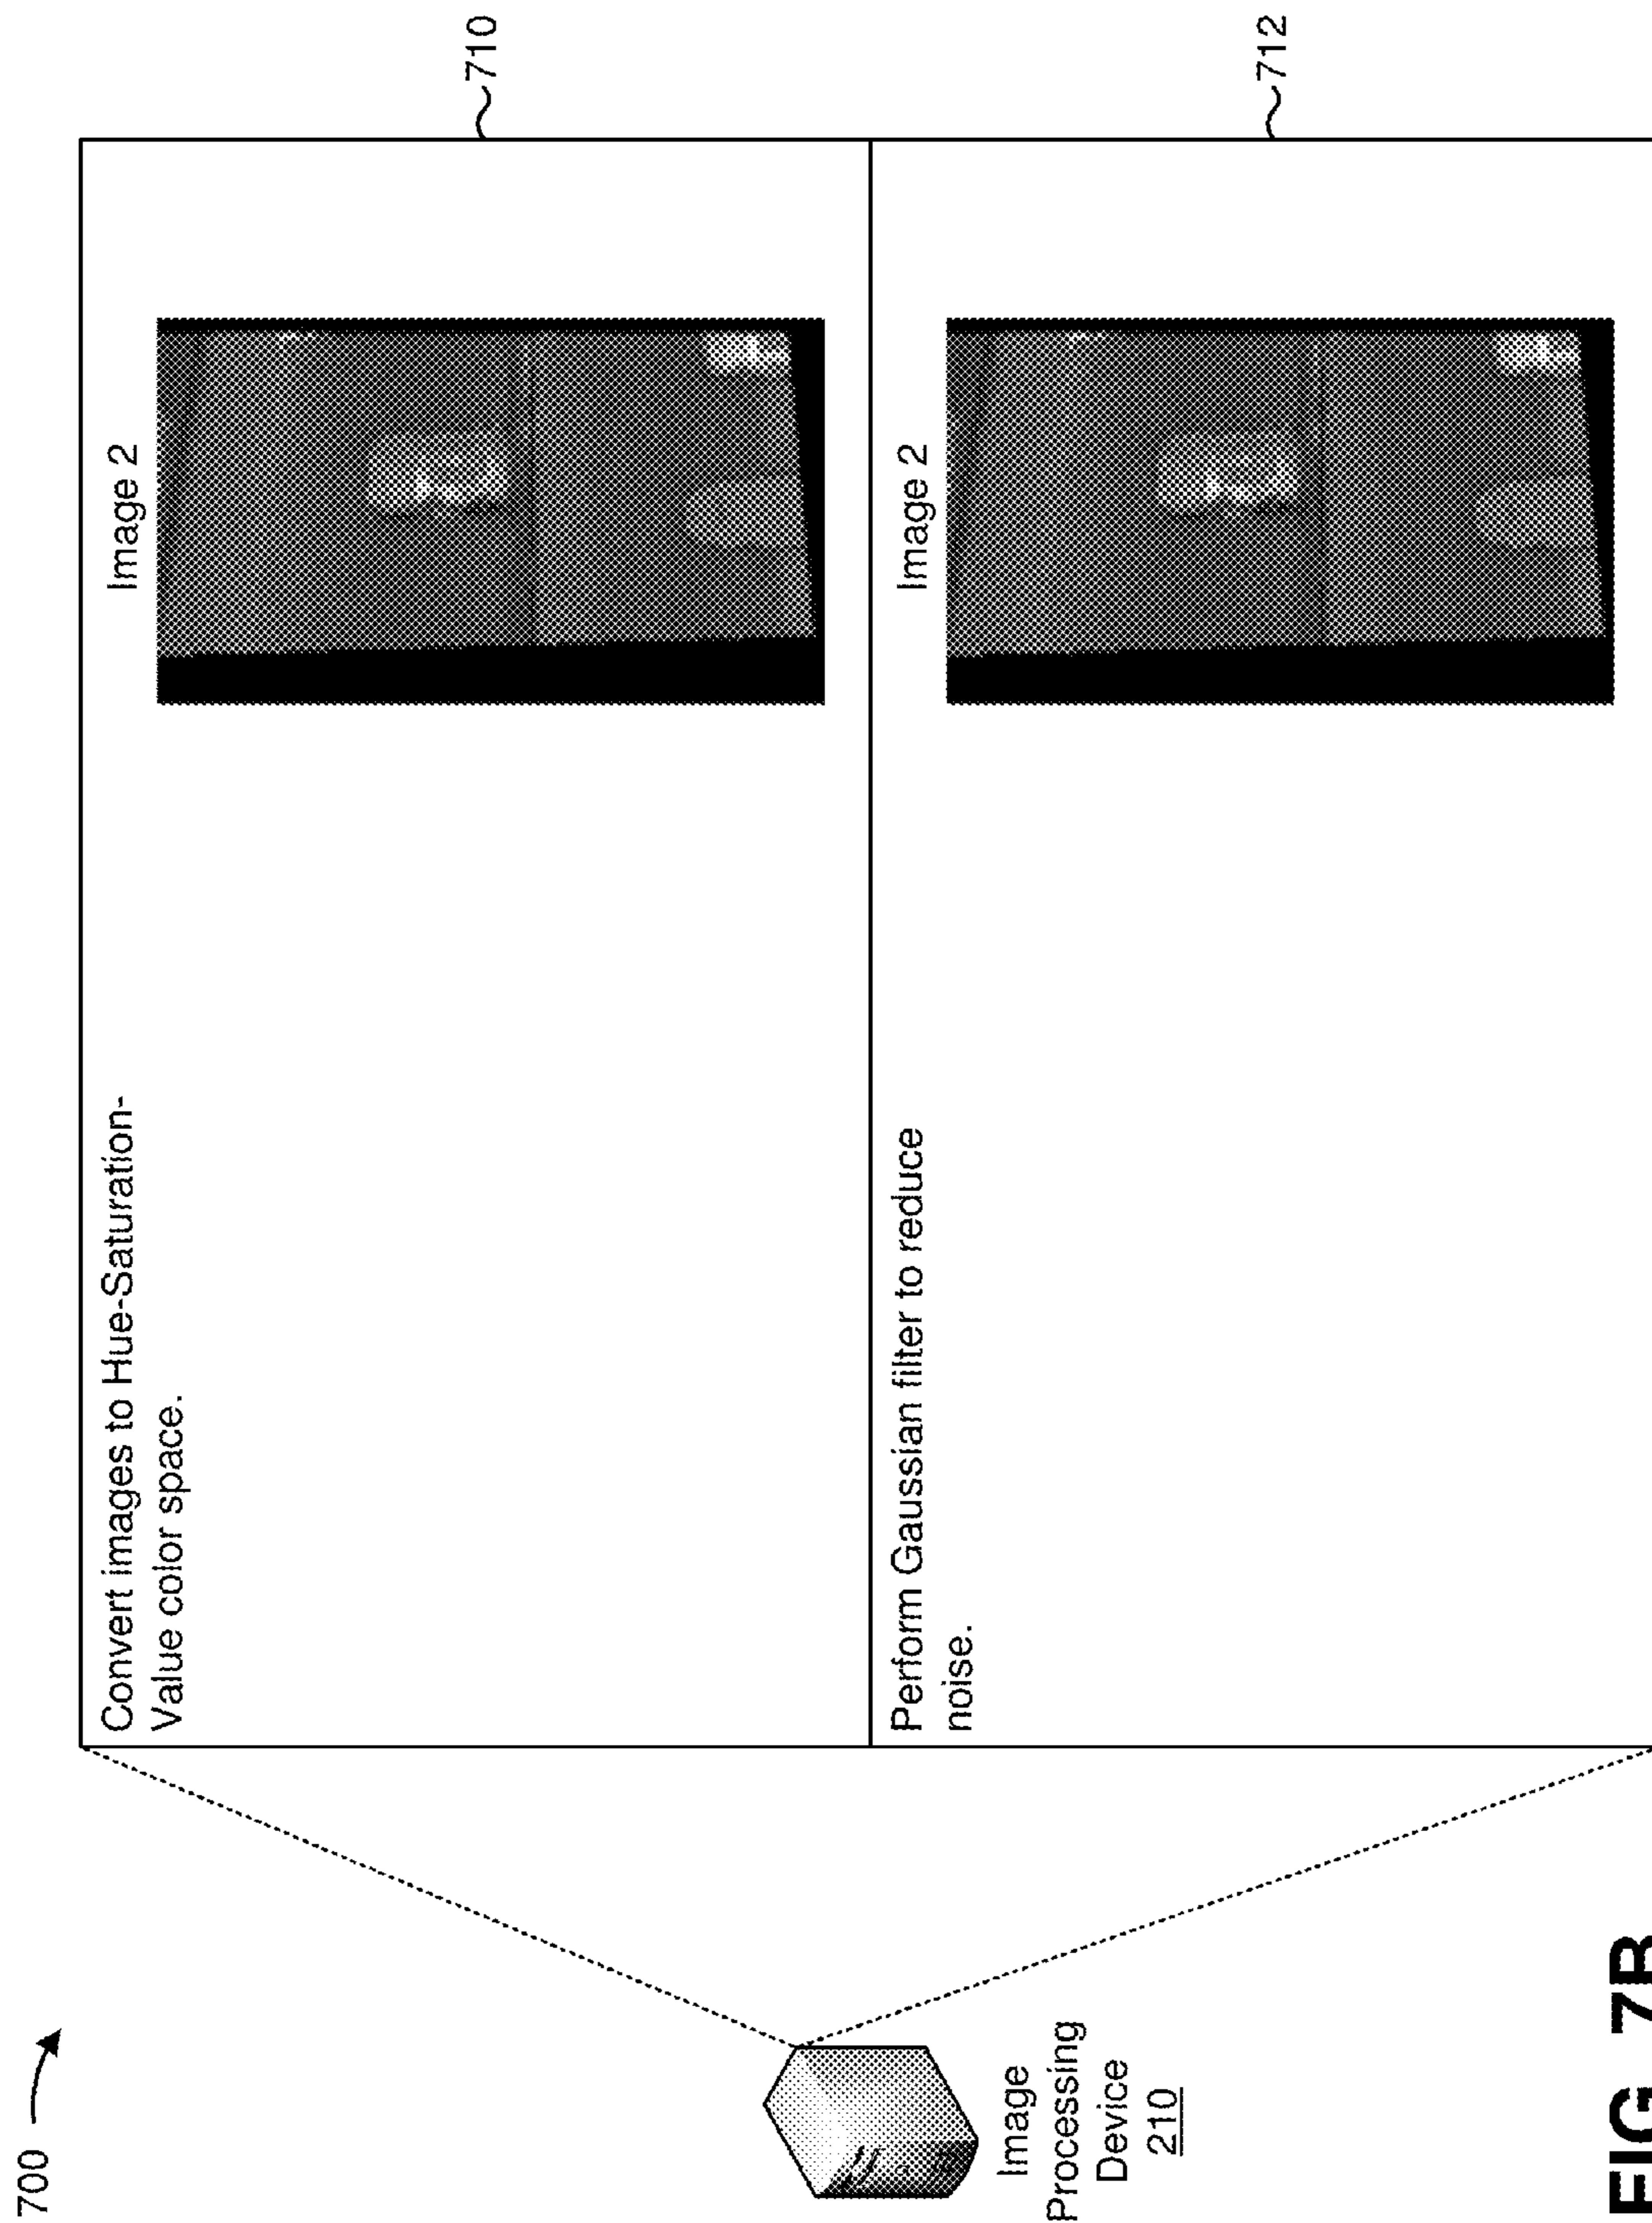 700
Convert images to Hue-Saturation-
Value color space.
Image 2
710
Perform Gaussian filter to reduce
noise.
Image 2
712
Image
Processing
Device
210
FIG. 7B